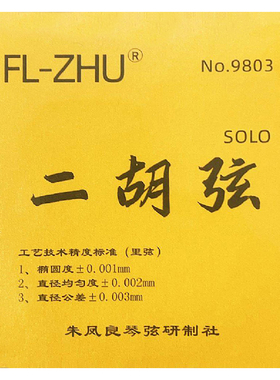 FL-ZHU®
No.9803
SOLO
二胡弦
工艺技术精度标准（里弦）
1、椭圆度±0.001mm
2、直径均匀度±0.002mm
3、直径公差±0.003mm
朱凤良琴弦研制社